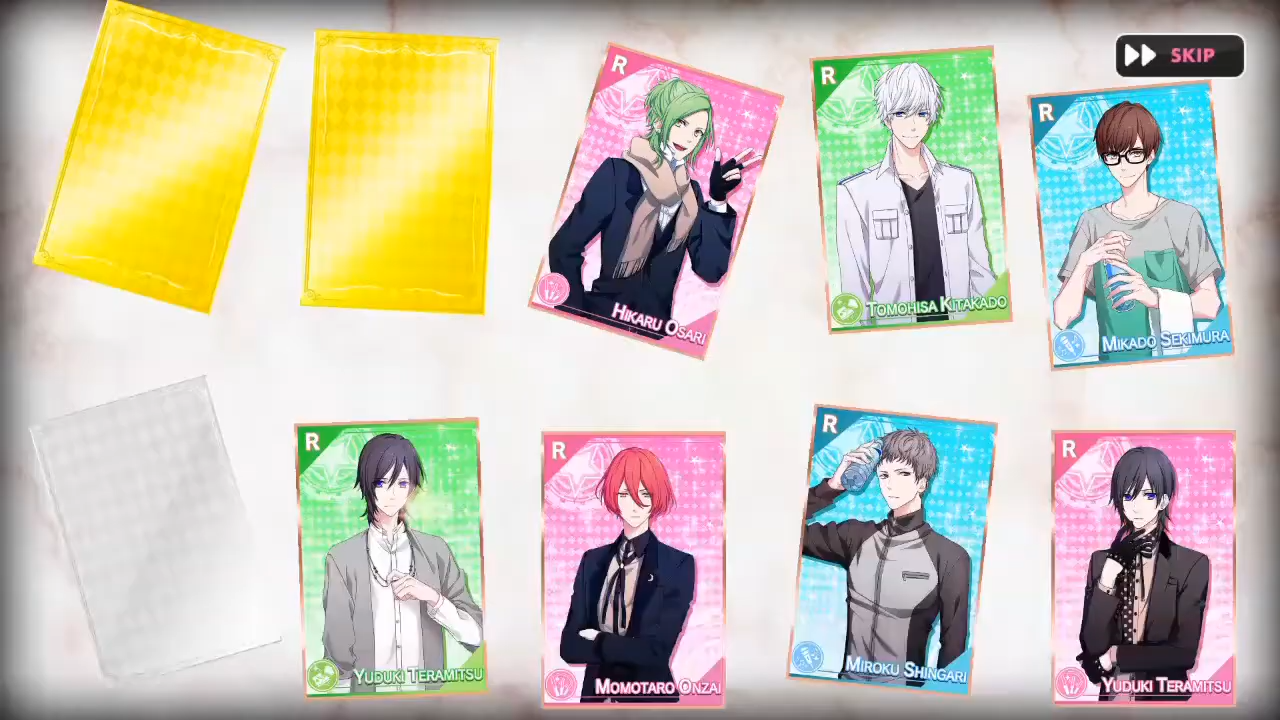 SKIP
R
HIKARU OSARI
R
TOMOHISA KITAKADO
R
MIKADO SEKIMURA
R
YUDUKI TERAMITSU
R
MOMOTARO ONZAI
R
MIROKU SHINGARI
R
YUDUKI TERAMITSU